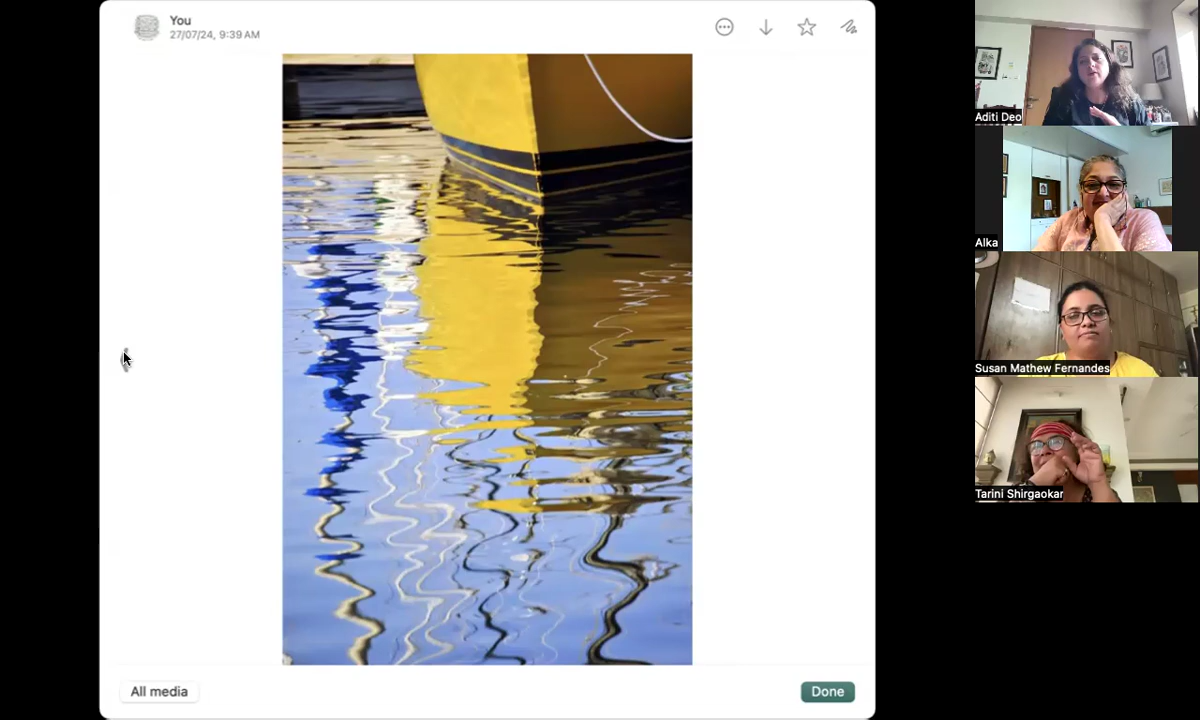 You
27/07/24, 9:39 AM
All media
Done
Aditi Deo
Alka
Susan Mathew Fernandes
Tarini Shirgaokar